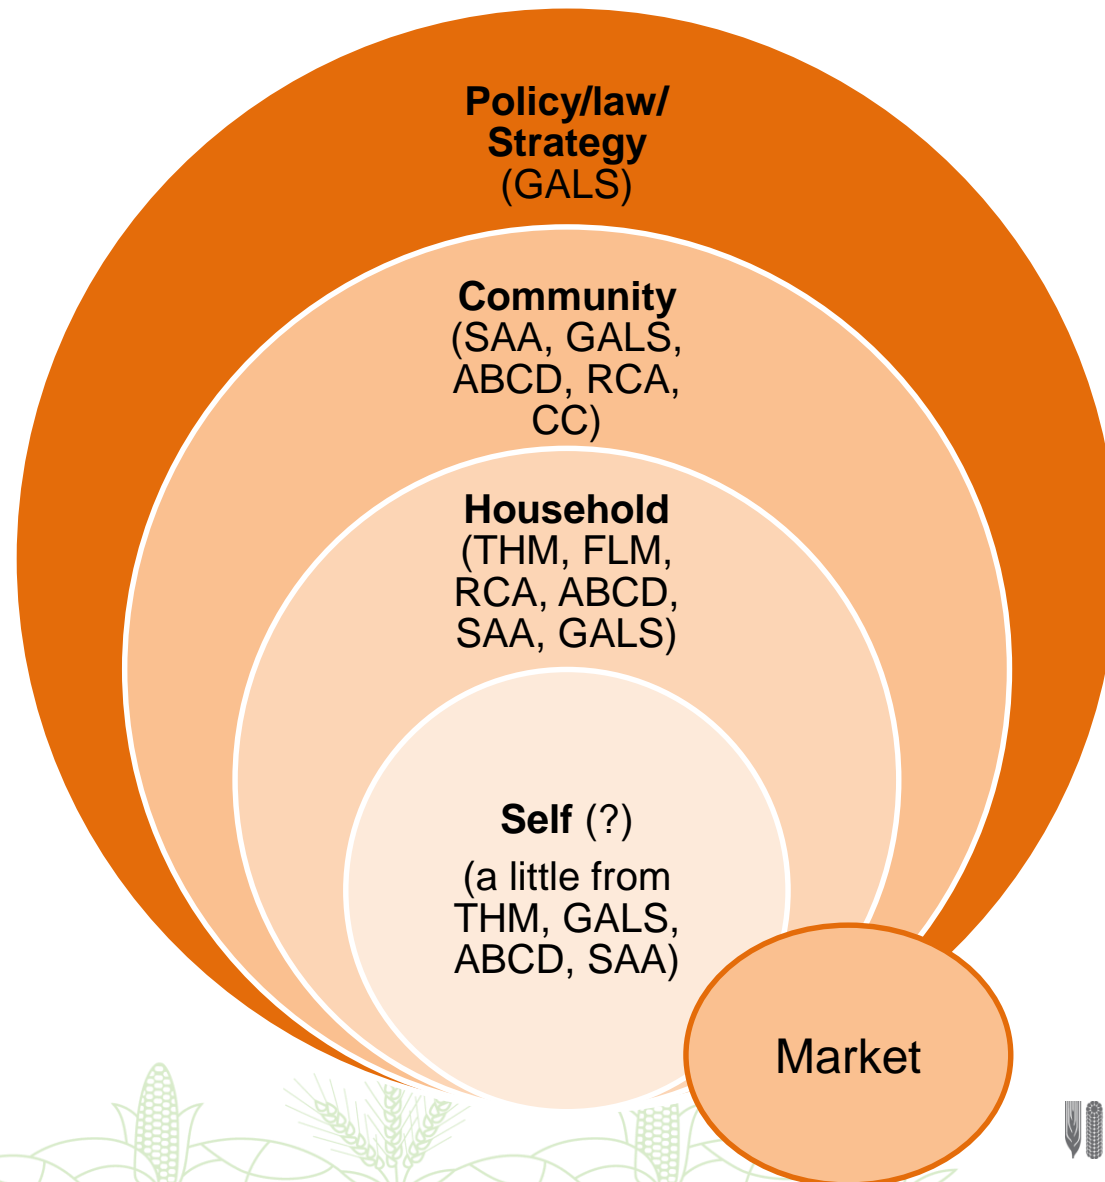 Policy/law/
Strategy
(GALS)
Community
(SAA, GALS,
ABCD, RCA,
CC)
Household
(THM, FLM,
RCA, ABCD,
SAA, GALS)
Self (?)
(a little from
THM, GALS,
ABCD, SAA)
Market